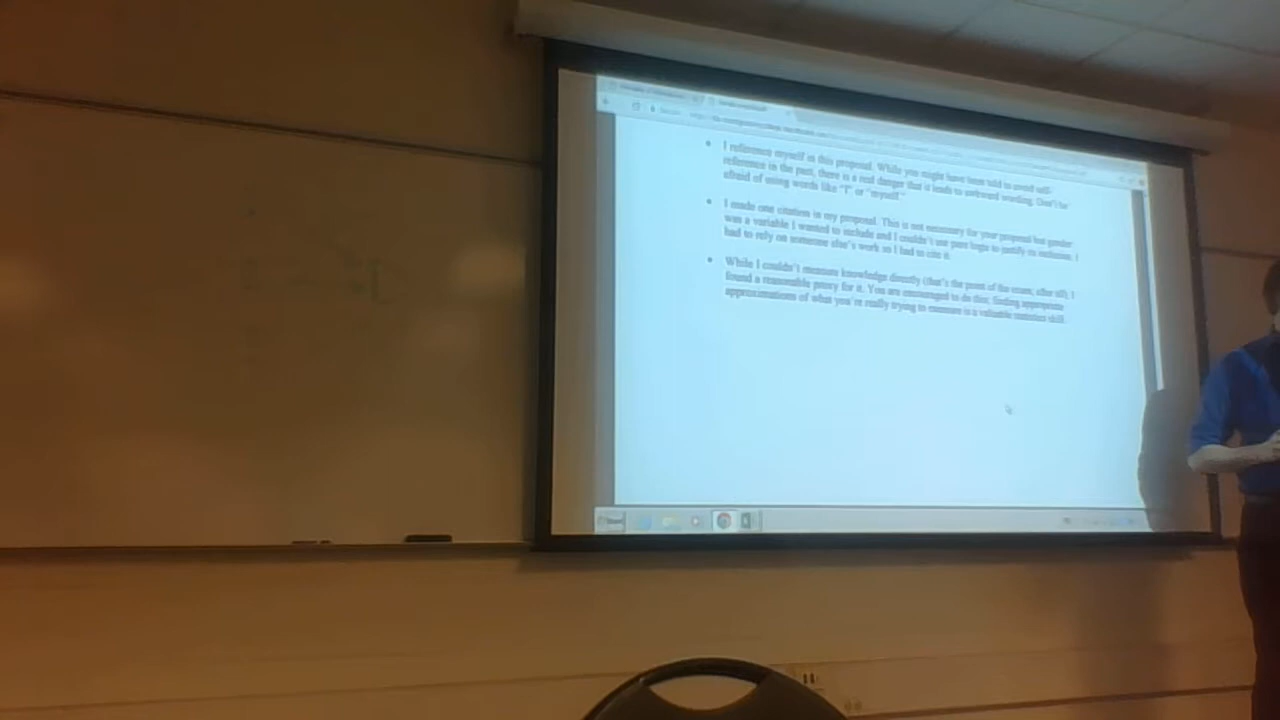 • I reference myself in this proposal. While you might have been told to avoid self-
reference in the past, there is a real danger that it leads to awkward wording. Don't be
afraid of using words like "I" or "myself."
• I made one citation in my proposal. This is not necessary for your proposal but gender
was a variable I wanted to include and I couldn't use pure logic to justify its inclusion. I
had to rely on someone else's work so I had to cite it.
• While I couldn't measure knowledge directly (that's the point of the exam, after all), I
found a reasonable proxy for it. You are encouraged to do this; finding appropriate
approximations of what you're really trying to measure is a valuable statistics skill.